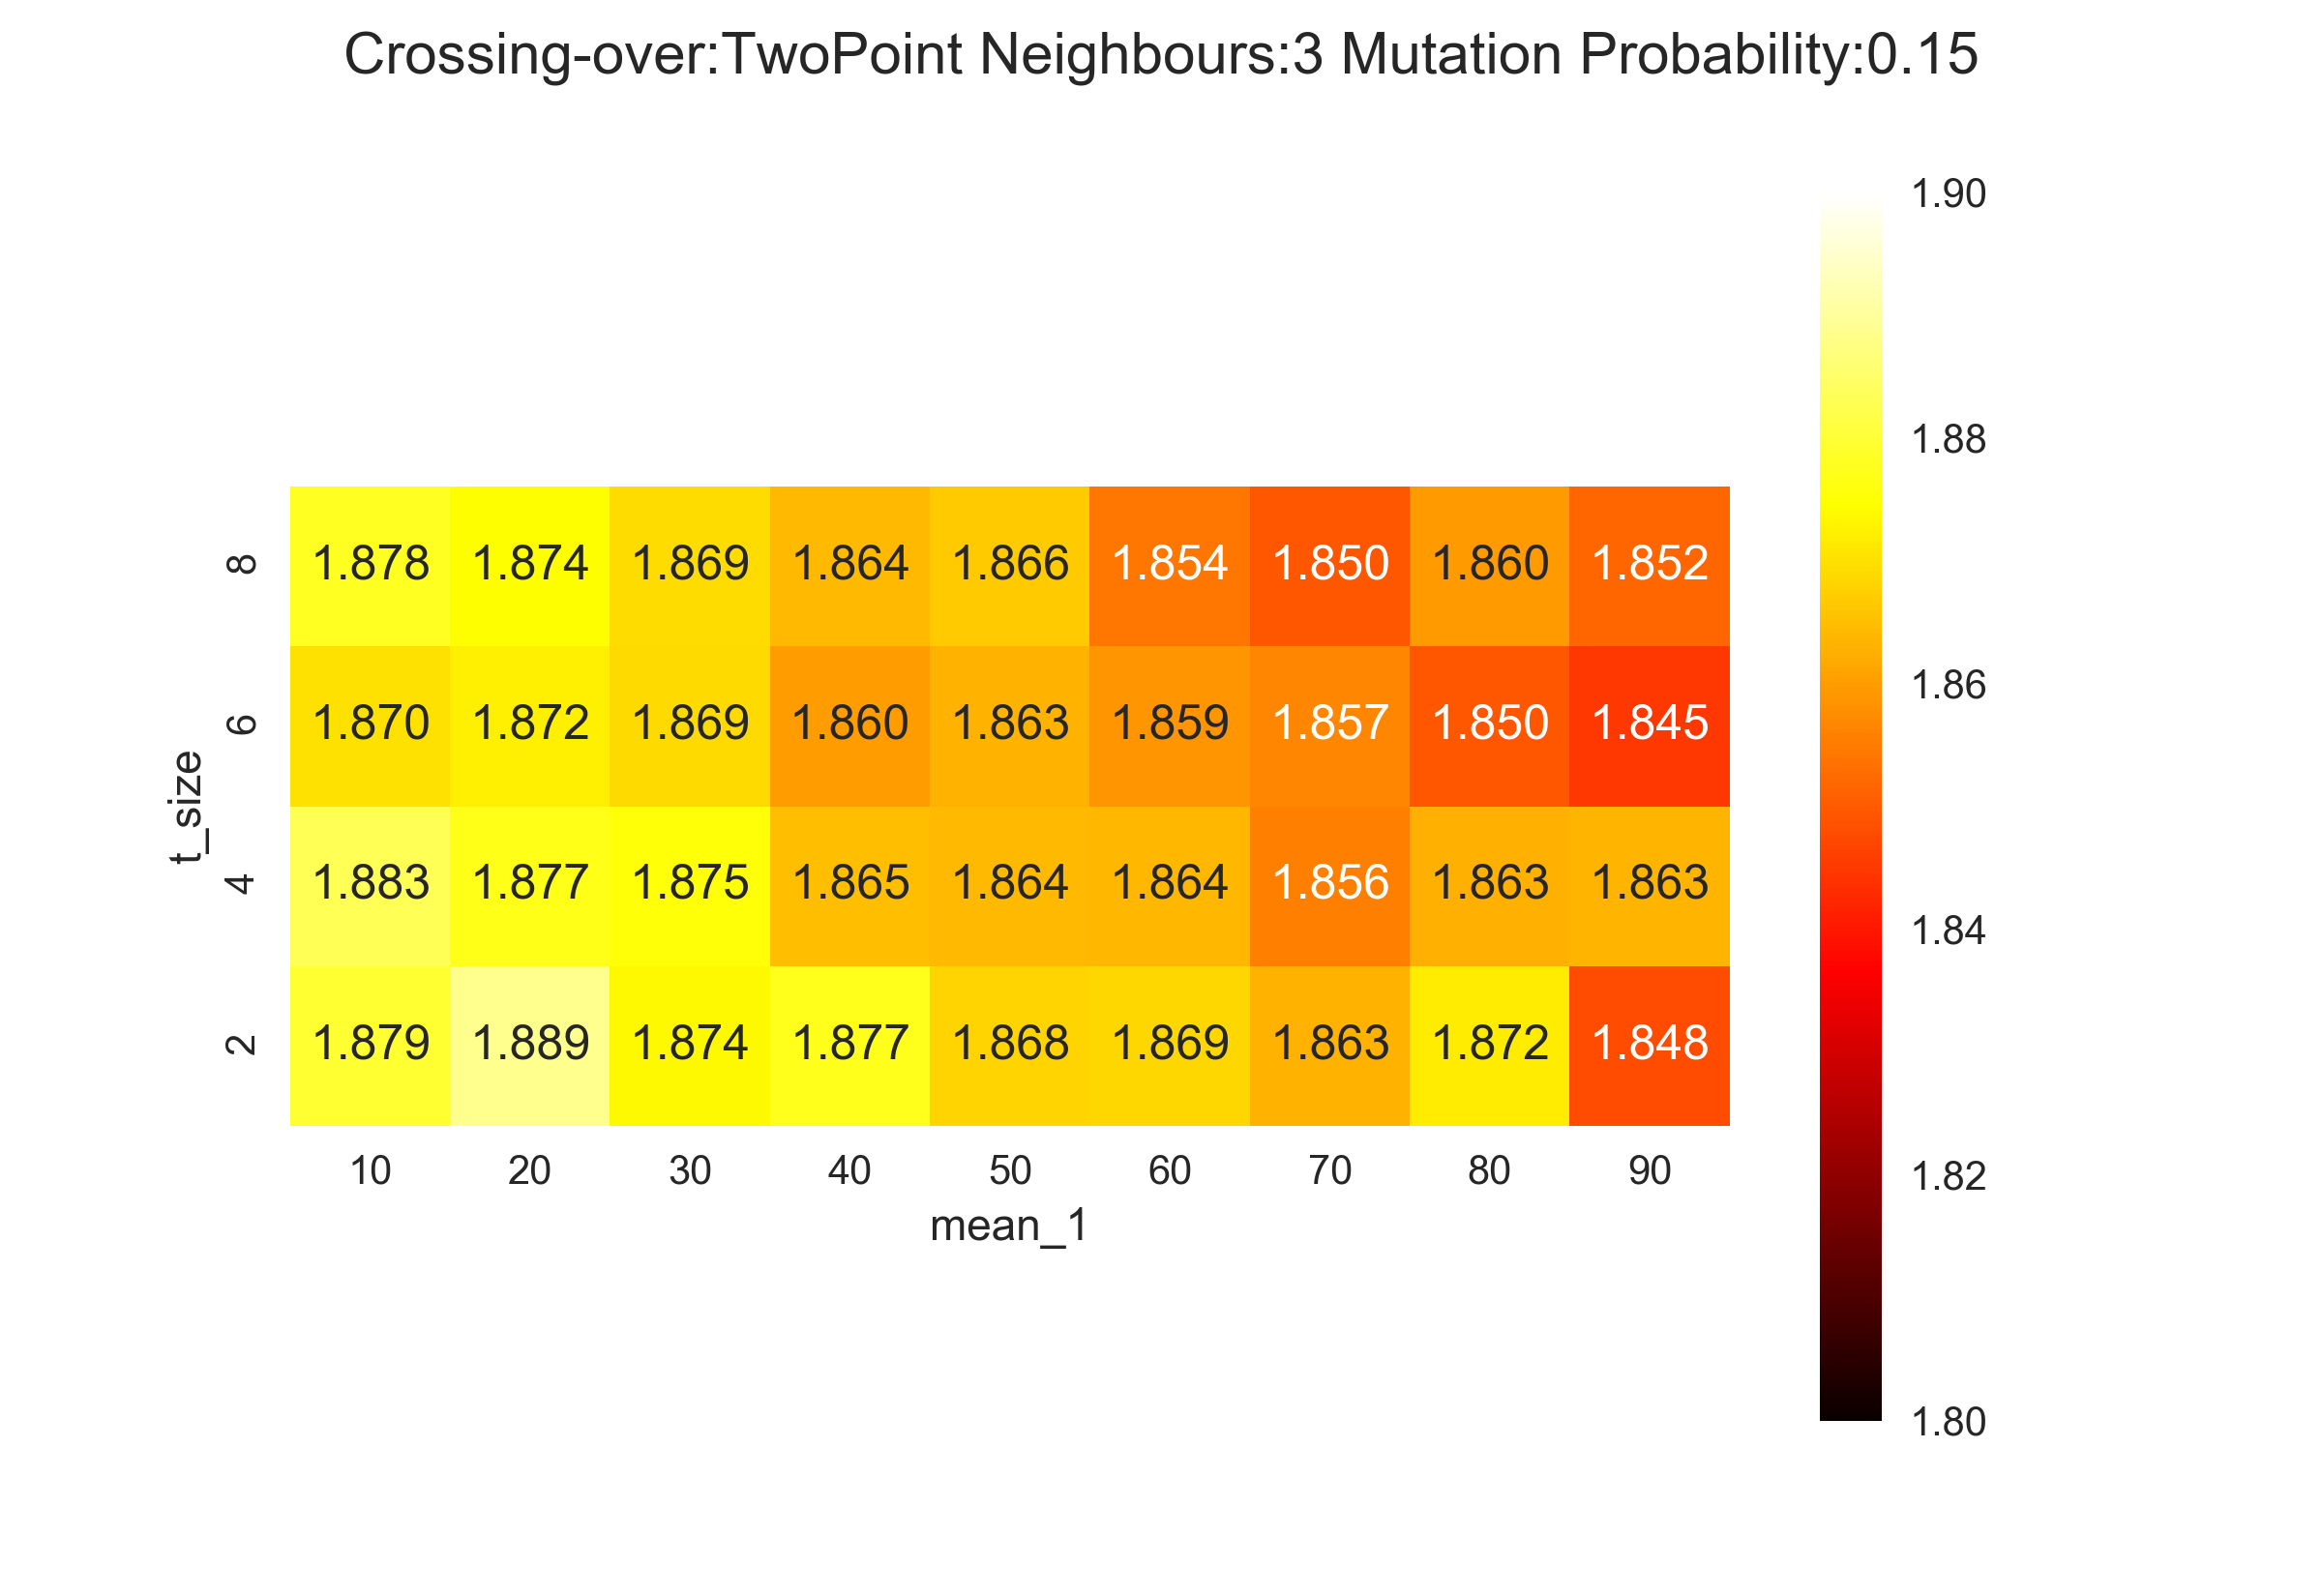 Crossing-over:TwoPoint Neighbours:3 Mutation Probability:0.15
1.90
1.88
1.86
1.84
1.82
1.80
t_size
8 1.878 1.874 1.869 1.864 1.866 1.854 1.850 1.860 1.852
6 1.870 1.872 1.869 1.860 1.863 1.859 1.857 1.850 1.845
4 1.883 1.877 1.875 1.865 1.864 1.864 1.856 1.863 1.863
2 1.879 1.889 1.874 1.877 1.868 1.869 1.863 1.872 1.848
10 20 30 40 50 60 70 80 90
mean_1